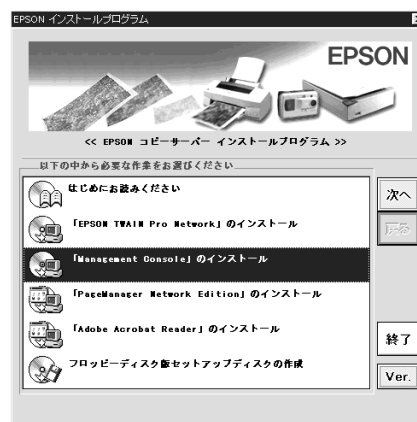 EPSON インストールプログラム
EPSON
<< EPSON コピーサーバー インストールプログラム >>
以下の中から必要な作業をお選びください
はじめにお読みください
「EPSON TWAIN Pro Network」のインストール
「Management Console」のインストール
「PageManager Network Edition」のインストール
「Adobe Acrobat Reader」のインストール
フロッピーディスク版セットアップディスクの作成
次へ
戻る
終了
Ver.